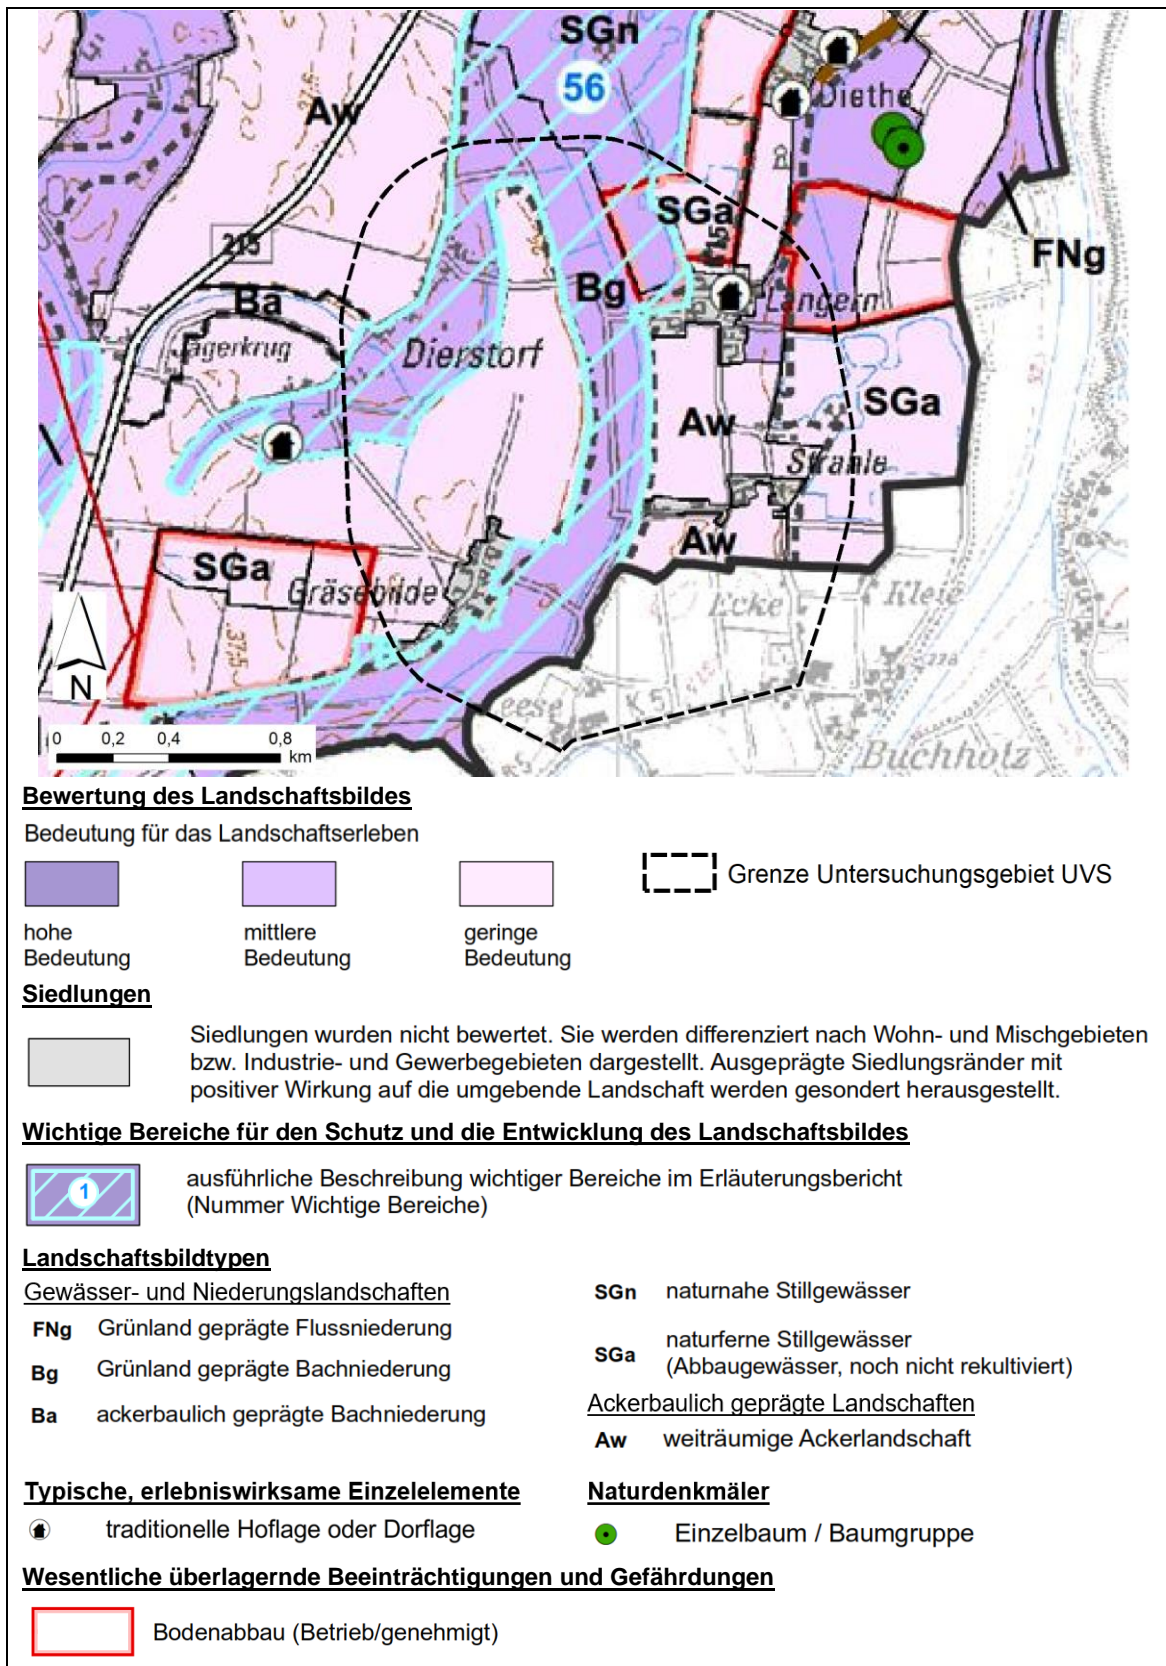 SGn
56
Aw
Diethe
SGa
215
FNg
Ba
Bg
Langern
Jägerkrug
Dierstorf
SGa
Aw
Strahle
Aw
SGa
Gräsebilde
Ecke
Kleie
37,5
N
eese
K 5
Buchholz
0 0,2 0,4 0,8
km
Bewertung des Landschaftsbildes
Bedeutung für das Landschaftserleben
Grenze Untersuchungsgebiet UVS
hohe mittlere geringe
Bedeutung Bedeutung Bedeutung
Siedlungen
Siedlungen wurden nicht bewertet. Sie werden differenziert nach Wohn- und Mischgebieten
bzw. Industrie- und Gewerbegebieten dargestellt. Ausgeprägte Siedlungsränder mit
positiver Wirkung auf die umgebende Landschaft werden gesondert herausgestellt.
Wichtige Bereiche für den Schutz und die Entwicklung des Landschaftsbildes
1
ausführliche Beschreibung wichtiger Bereiche im Erläuterungsbericht
(Nummer Wichtige Bereiche)
Landschaftsbildtypen
Gewässer- und Niederungslandschaften
FNg Grünland geprägte Flussniederung
Bg Grünland geprägte Bachniederung
Ba ackerbaulich geprägte Bachniederung
SGn naturnahe Stillgewässer
SGa naturferne Stillgewässer
(Abbaugewässer, noch nicht rekultiviert)
Ackerbaulich geprägte Landschaften
Aw weiträumige Ackerlandschaft
Typische, erlebniswirksame Einzelelemente
traditionelle Hoflage oder Dorflage
Naturdenkmäler
Einzelbaum / Baumgruppe
Wesentliche überlagernde Beeinträchtigungen und Gefährdungen
Bodenabbau (Betrieb/genehmigt)